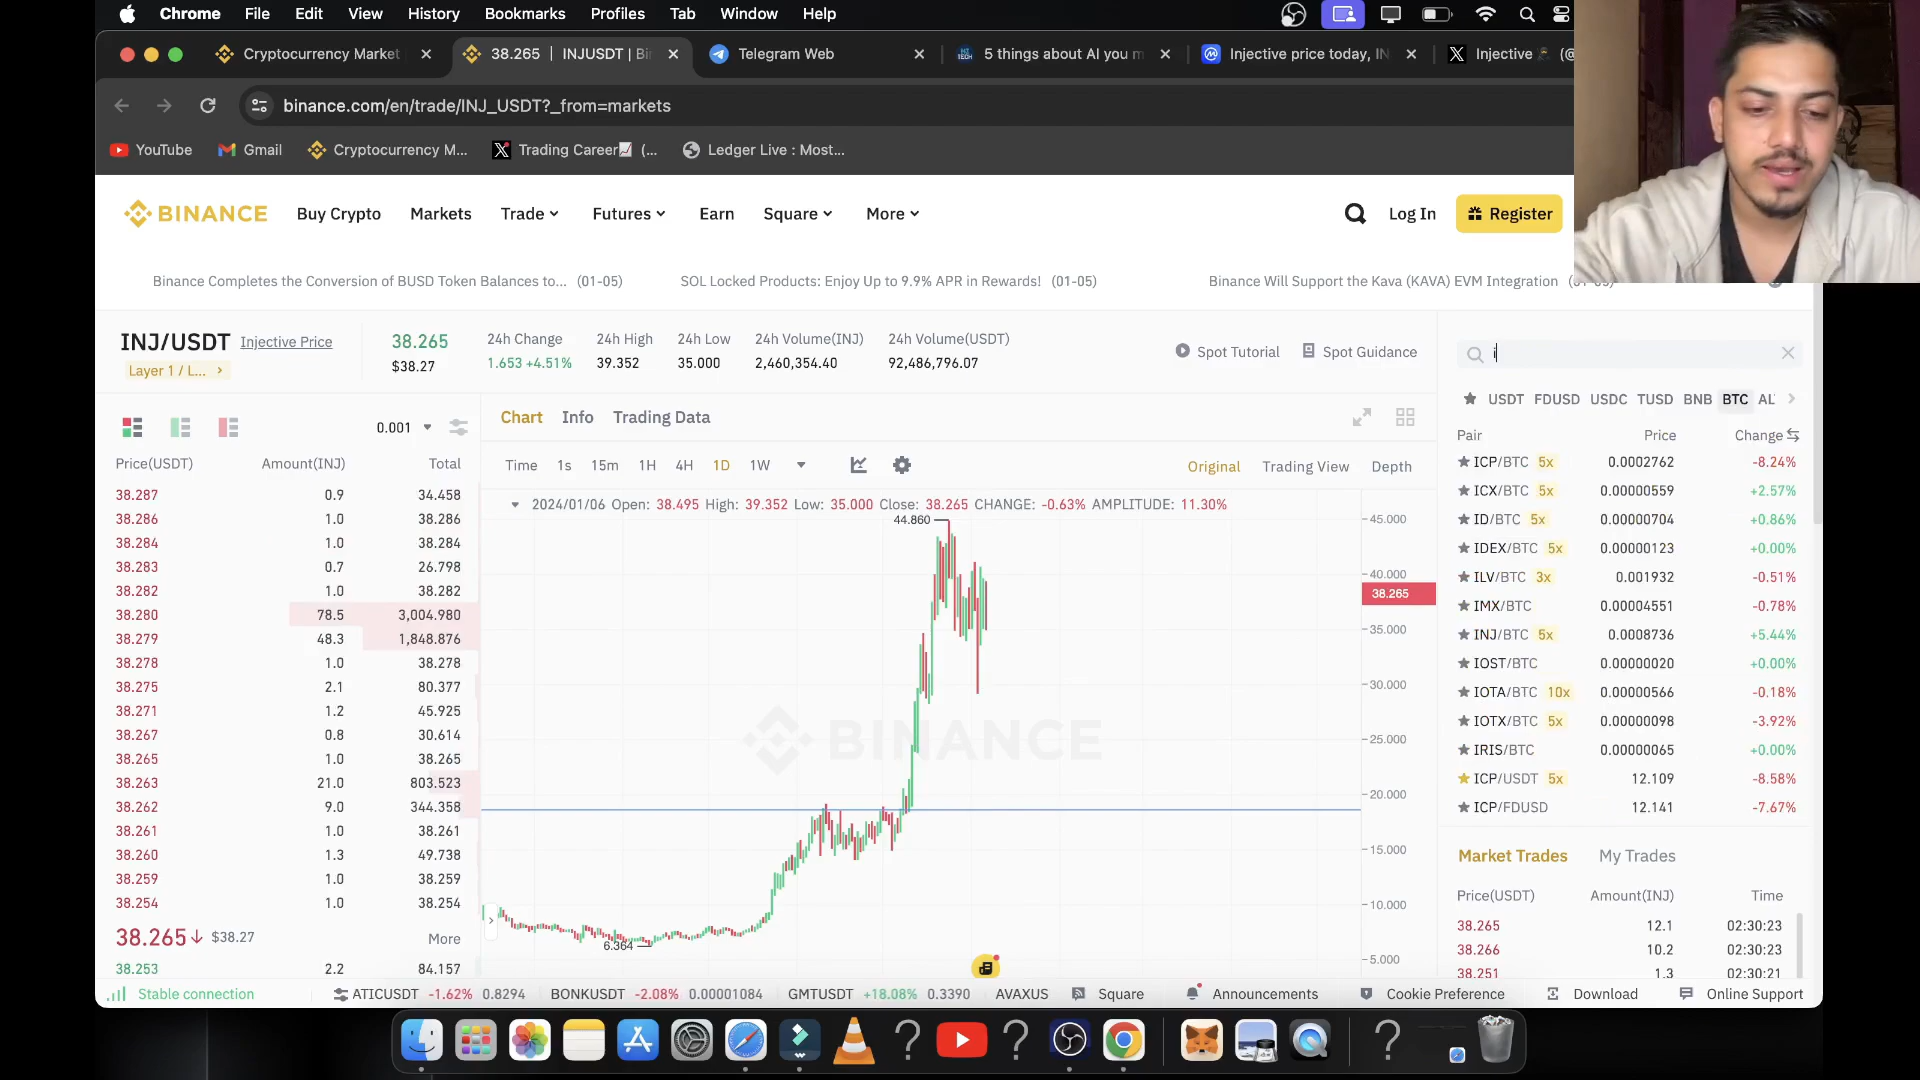 Chrome File Edit View History Bookmarks Profiles Tab Window Help
Cryptocurrency Market
38.265 | INJUSDT | Bi
Telegram Web
5 things about AI you m
Injective price today, IN
Injective (@
binance.com/en/trade/INJ_USDT?_from=markets
YouTube Gmail Cryptocurrency M... Trading Career (... Ledger Live : Most...
BINANCE Buy Crypto Markets Trade Futures Earn Square More Log In Register
Binance Completes the Conversion of BUSD Token Balances to... (01-05) SOL Locked Products: Enjoy Up to 9.9% APR in Rewards! (01-05) Binance Will Support the Kava (KAVA) EVM Integration
INJ/USDT Injective Price
Layer 1 / L... >
38.265
$38.27
24h Change
1.653 +4.51%
24h High
39.352
24h Low
35.000
24h Volume(INJ)
2,460,354.40
24h Volume(USDT)
92,486,796.07
Spot Tutorial Spot Guidance
0.001
Price(USDT) Amount(INJ) Total
38.287 0.9 34.458
38.286 1.0 38.286
38.284 1.0 38.284
38.283 0.7 26.798
38.282 1.0 38.282
38.280 78.5 3,004.980
38.279 48.3 1,848.876
38.278 1.0 38.278
38.275 2.1 80.377
38.271 1.2 45.925
38.267 0.8 30.614
38.265 1.0 38.265
38.263 21.0 803.523
38.262 9.0 344.358
38.261 1.0 38.261
38.260 1.3 49.738
38.259 1.0 38.259
38.254 1.0 38.254
38.265↓ $38.27 More
38.253 2.2 84.157
Chart Info Trading Data
Time 1s 15m 1H 4H 1D 1W Original Trading View Depth
2024/01/06 Open: 38.495 High: 39.352 Low: 35.000 Close: 38.265 CHANGE: -0.63% AMPLITUDE: 11.30%
44.860
6.364
BINANCE
45.000
40.000
38.265
35.000
30.000
25.000
20.000
15.000
10.000
5.000
i
USDT FDUSD USDC TUSD BNB BTC AL
Pair Price Change
ICP/BTC 5x 0.0002762 -8.24%
ICX/BTC 5x 0.00000559 +2.57%
ID/BTC 5x 0.00000704 +0.86%
IDEX/BTC 5x 0.00000123 +0.00%
ILV/BTC 3x 0.001932 -0.51%
IMX/BTC 0.00004551 -0.78%
INJ/BTC 5x 0.0008736 +5.44%
IOST/BTC 0.00000020 +0.00%
IOTA/BTC 10x 0.00000566 -0.18%
IOTX/BTC 5x 0.00000098 -3.92%
IRIS/BTC 0.00000065 +0.00%
ICP/USDT 5x 12.109 -8.58%
ICP/FDUSD 12.141 -7.67%
Market Trades My Trades
Price(USDT) Amount(INJ) Time
38.265 12.1 02:30:23
38.266 10.2 02:30:23
38.251 1.3 02:30:21
Stable connection ATICUSDT -1.62% 0.8294 BONKUSDT -2.08% 0.00001084 GMTUSDT +18.08% 0.3390 AVAXUS Square Announcements Cookie Preference Download Online Support